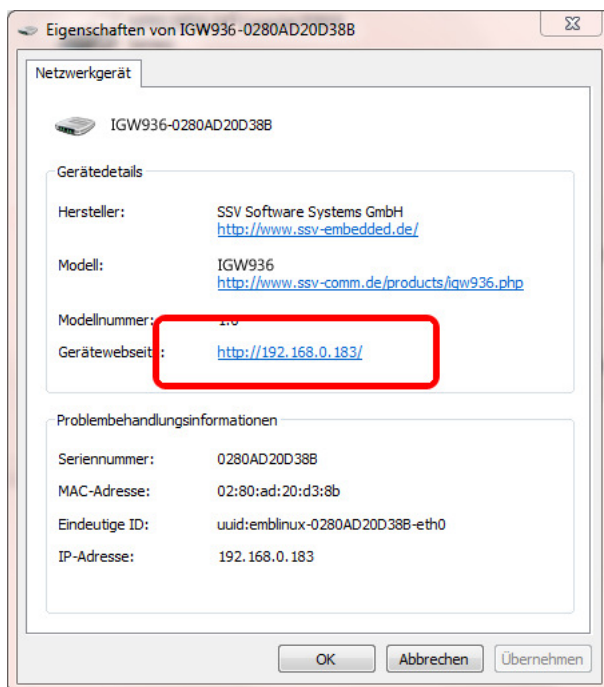 Eigenschaften von IGW936-0280AD20D38B
Netzwerkgerät
IGW936-0280AD20D38B
Gerätedetails
Hersteller: SSV Software Systems GmbH
http://www.ssv-embedded.de/
Modell: IGW936
http://www.ssv-comm.de/products/igw936.php
Modellnummer:
Gerätewebseite: http://192.168.0.183/
Problembehandlungsinformationen
Seriennummer: 0280AD20D38B
MAC-Adresse: 02:80:ad:20:d3:8b
Eindeutige ID: uuid:emblinux-0280AD20D38B-eth0
IP-Adresse: 192.168.0.183
OK Abbrechen Übernehmen